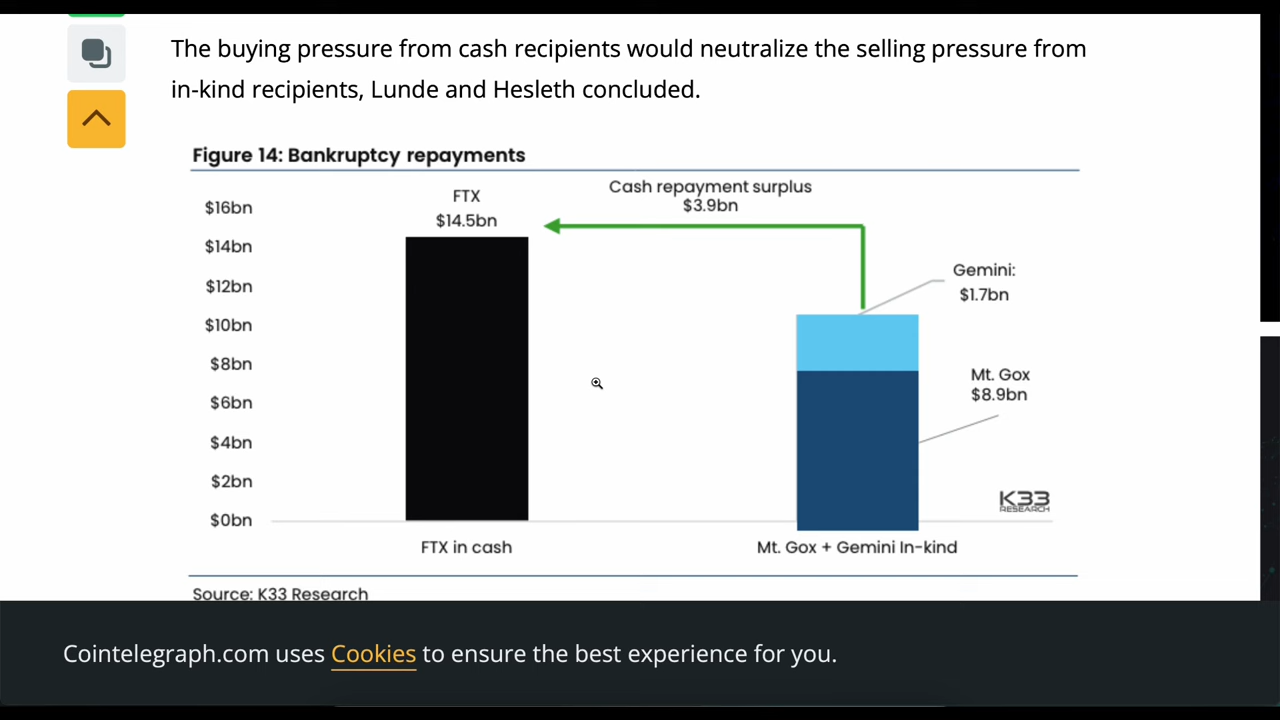 The buying pressure from cash recipients would neutralize the selling pressure from
in-kind recipients, Lunde and Hesleth concluded.
Figure 14: Bankruptcy repayments
$16bn
$14bn
$12bn
$10bn
$8bn
$6bn
$4bn
$2bn
$0bn
FTX
$14.5bn
Cash repayment surplus
$3.9bn
Gemini:
$1.7bn
Mt. Gox
$8.9bn
K33
RESEARCH
FTX in cash
Mt. Gox + Gemini In-kind
Source: K33 Research
Cointelegraph.com uses Cookies to ensure the best experience for you.